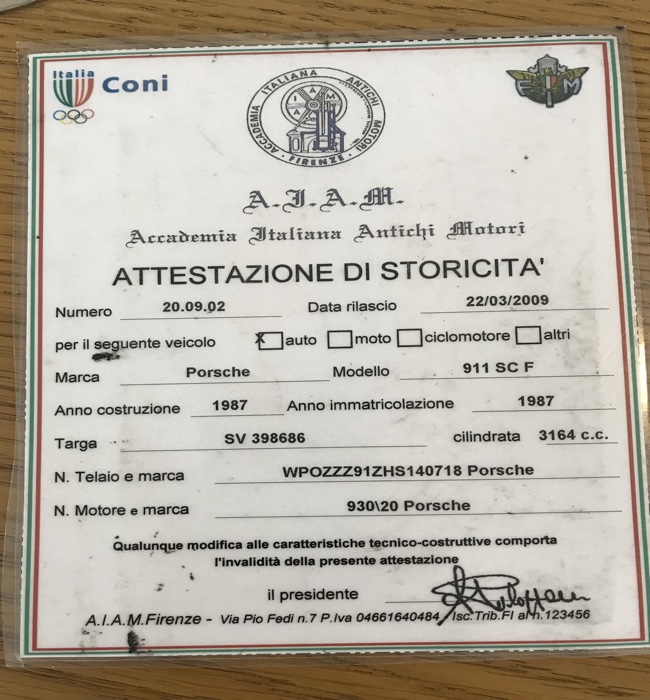 Italia Coni
ACCADEMIA ITALIANA ANTICHI MOTORI
A I A M
· FIRENZE ·
F I M
A.I.A.M.
Accademia Italiana Antichi Motori
ATTESTAZIONE DI STORICITA'
Numero 20.09.02 Data rilascio 22/03/2009
per il seguente veicolo X auto moto ciclomotore altri
Marca Porsche Modello 911 SC F
Anno costruzione 1987 Anno immatricolazione 1987
Targa SV 398686 cilindrata 3164 c.c.
N. Telaio e marca WPOZZZ91ZHS140718 Porsche
N. Motore e marca 930\20 Porsche
Qualunque modifica alle caratteristiche tecnico-costruttive comporta
l'invalidità della presente attestazione
il presidente
A.I.A.M.Firenze - Via Pio Fedi n.7 P.Iva 04661640484 Isc.Trib.FI al n.123456